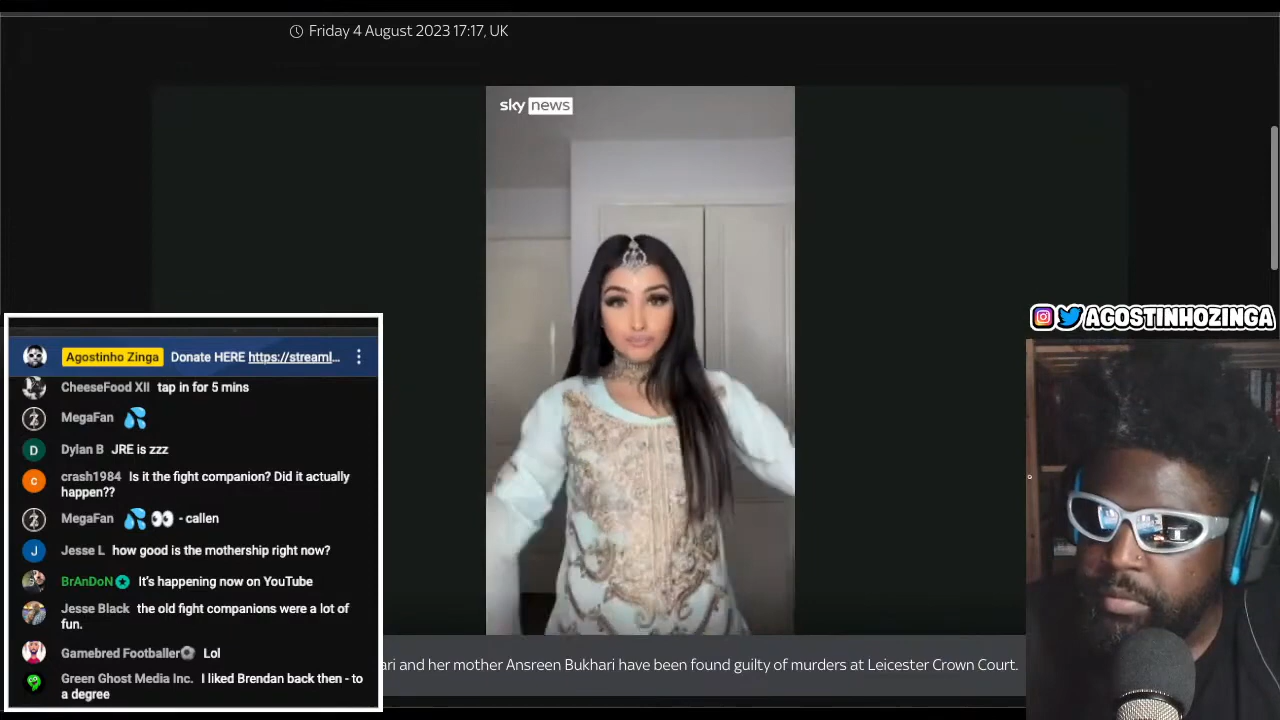 Friday 4 August 2023 17:17, UK
sky news
AGOSTINHOZINGA
Agostinho Zinga Donate HERE https://streaml...
CheeseFood XII tap in for 5 mins
MegaFan 💦
D Dylan B JRE is zzz
c crash1984 Is it the fight companion? Did it actually
happen??
MegaFan 💦 👀 - callen
J Jesse L how good is the mothership right now?
BrAnDoN It's happening now on YouTube
Jesse Black the old fight companions were a lot of
fun.
Gamebred Footballer⚽ Lol
Green Ghost Media Inc. I liked Brendan back then - to
a degree
ari and her mother Ansreen Bukhari have been found guilty of murders at Leicester Crown Court.